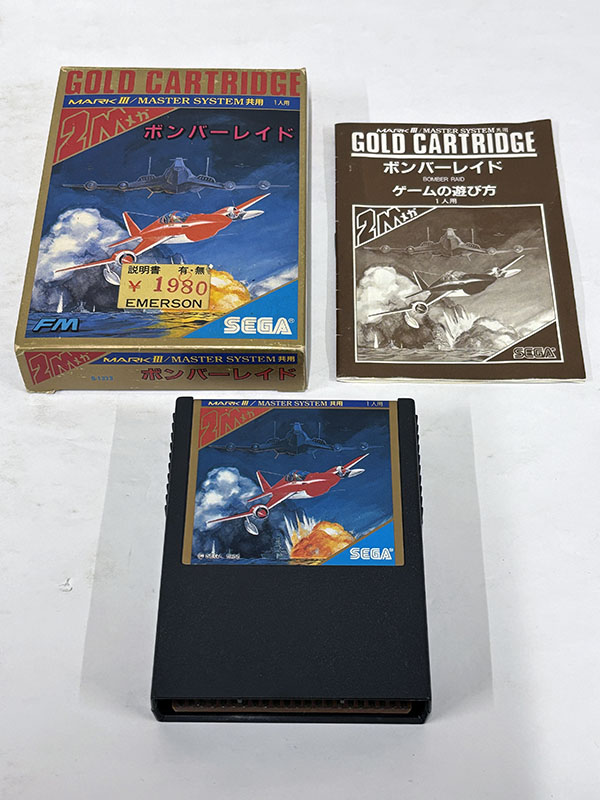 GOLD CARTRIDGE
MARK III/MASTER SYSTEM 共用 1人用
2Mメガ
ボンバーレイド
説明書 有・無
¥ 1980
EMERSON
FM
SEGA®
2Mメガ
MARK III/MASTER SYSTEM 共用
ボンバーレイド
MARK III/MASTER SYSTEM 共用
GOLD CARTRIDGE
ボンバーレイド
BOMBER RAID
ゲームの遊び方
1人用
2Mメガ
SEGA®
MARK III/MASTER SYSTEM 共用 1人用
2Mメガ
SEGA®